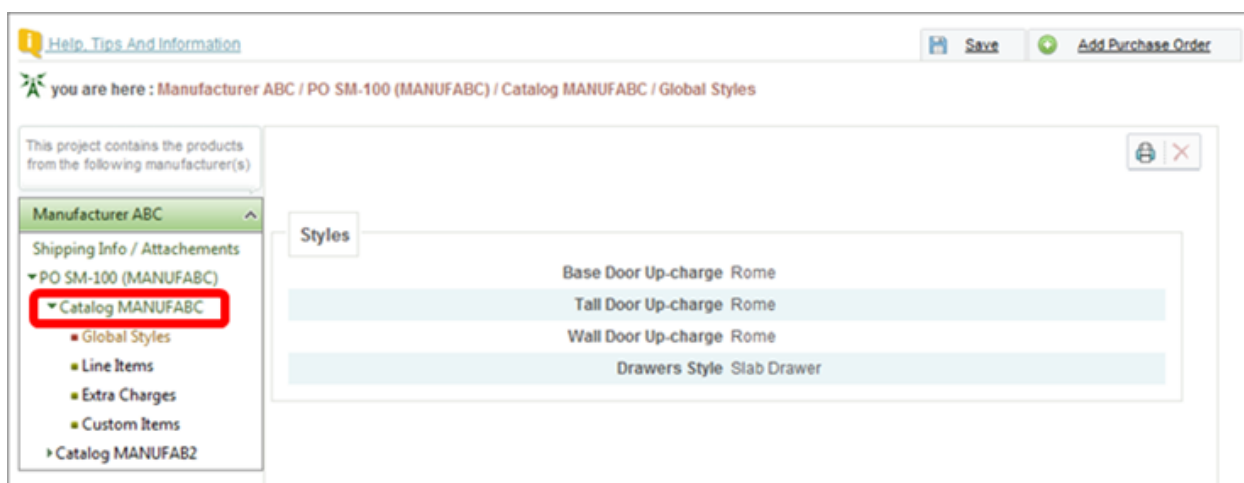 Help, Tips And Information
Save
Add Purchase Order
you are here : Manufacturer ABC / PO SM-100 (MANUFABC) / Catalog MANUFABC / Global Styles
This project contains the products
from the following manufacturer(s)
Manufacturer ABC
Shipping Info / Attachements
PO SM-100 (MANUFABC)
Catalog MANUFABC
Global Styles
Line Items
Extra Charges
Custom Items
Catalog MANUFAB2
Styles
Base Door Up-charge Rome
Tall Door Up-charge Rome
Wall Door Up-charge Rome
Drawers Style Slab Drawer